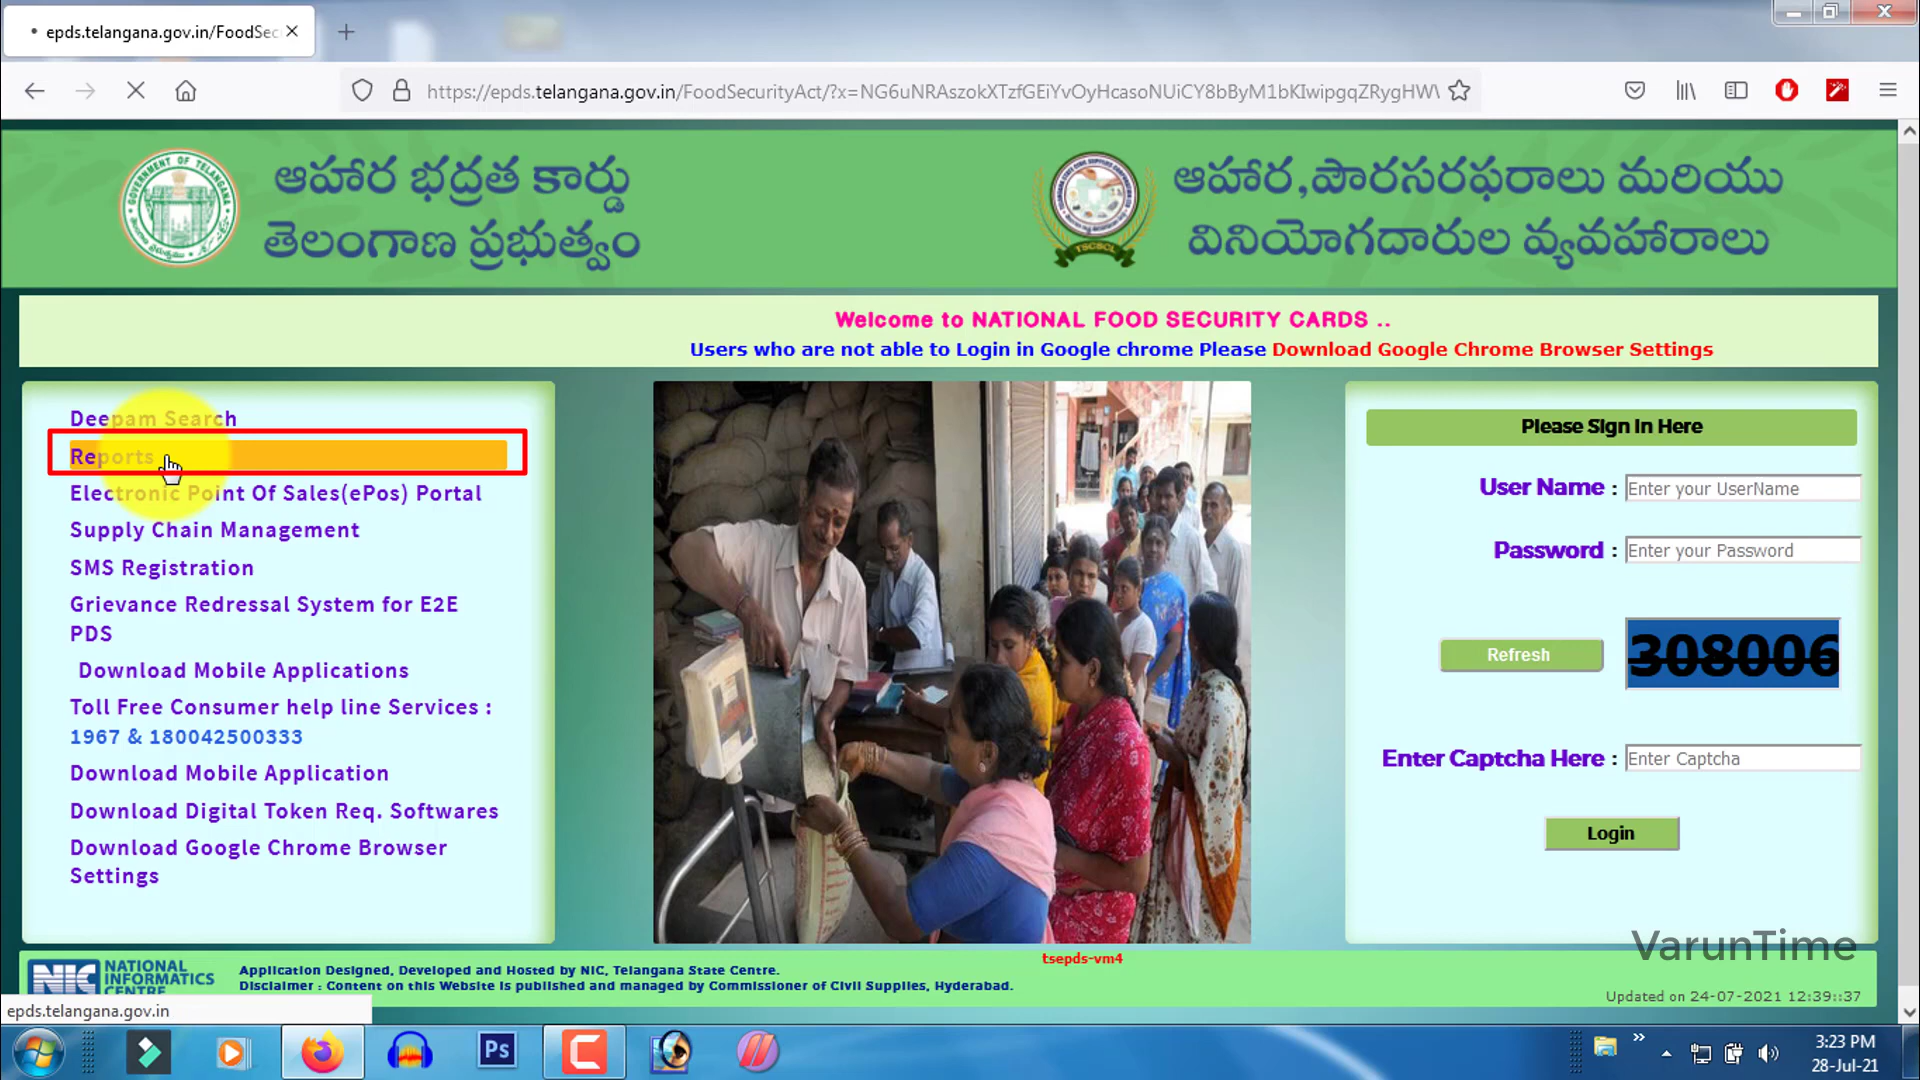 epds.telangana.gov.in/FoodSec
https://epds.telangana.gov.in/FoodSecurityAct/?x=NG6uNRAszokXTzfGEiYvOyHcasoNUiCY8bByM1bKIwipgqZRygHW
GOVERNMENT OF TELANGANA
ఆహార భద్రత కార్డు
తెలంగాణ ప్రభుత్వం
TSCSCL
ఆహార,పౌరసరఫరాలు మరియు
వినియోగదారుల వ్యవహారాలు
Welcome to NATIONAL FOOD SECURITY CARDS ..
Users who are not able to Login in Google chrome Please Download Google Chrome Browser Settings
Deepam Search
Reports
Electronic Point Of Sales(ePos) Portal
Supply Chain Management
SMS Registration
Grievance Redressal System for E2E
PDS
Download Mobile Applications
Toll Free Consumer help line Services :
1967 & 180042500333
Download Mobile Application
Download Digital Token Req. Softwares
Download Google Chrome Browser
Settings
Please Sign In Here
User Name : Enter your UserName
Password : Enter your Password
Refresh 308006
Enter Captcha Here : Enter Captcha
Login
VarunTime
NIC NATIONAL
INFORMATICS
CENTRE
Application Designed, Developed and Hosted by NIC, Telangana State Centre.
Disclaimer : Content on this Website is published and managed by Commissioner of Civil Supplies, Hyderabad.
tsepds-vm4
Updated on 24-07-2021 12:39::37
epds.telangana.gov.in
Ps
3:23 PM
28-Jul-21